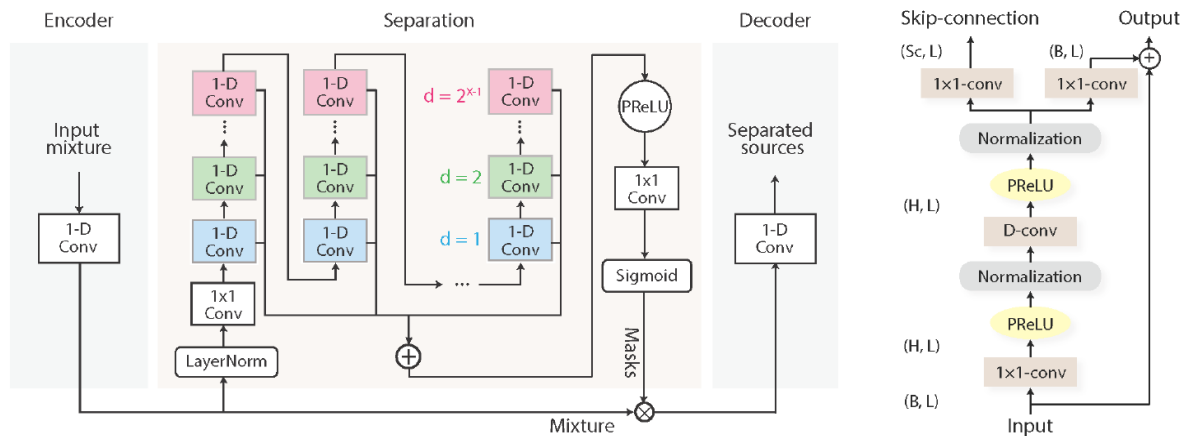 Encoder
Separation
Decoder
Input
mixture
1-D
Conv
1-D
Conv
...
1-D
Conv
1-D
Conv
1x1
Conv
LayerNorm
1-D
Conv
...
1-D
Conv
1-D
Conv
d = 2^x-1
d = 2
d = 1
1-D
Conv
...
1-D
Conv
1-D
Conv
...
PReLU
1x1
Conv
Sigmoid
Masks
Mixture
Separated
sources
1-D
Conv
Skip-connection
Output
(Sc, L)
(B, L)
1×1-conv
1×1-conv
Normalization
PReLU
(H, L)
D-conv
Normalization
PReLU
(H, L)
1×1-conv
(B, L)
Input